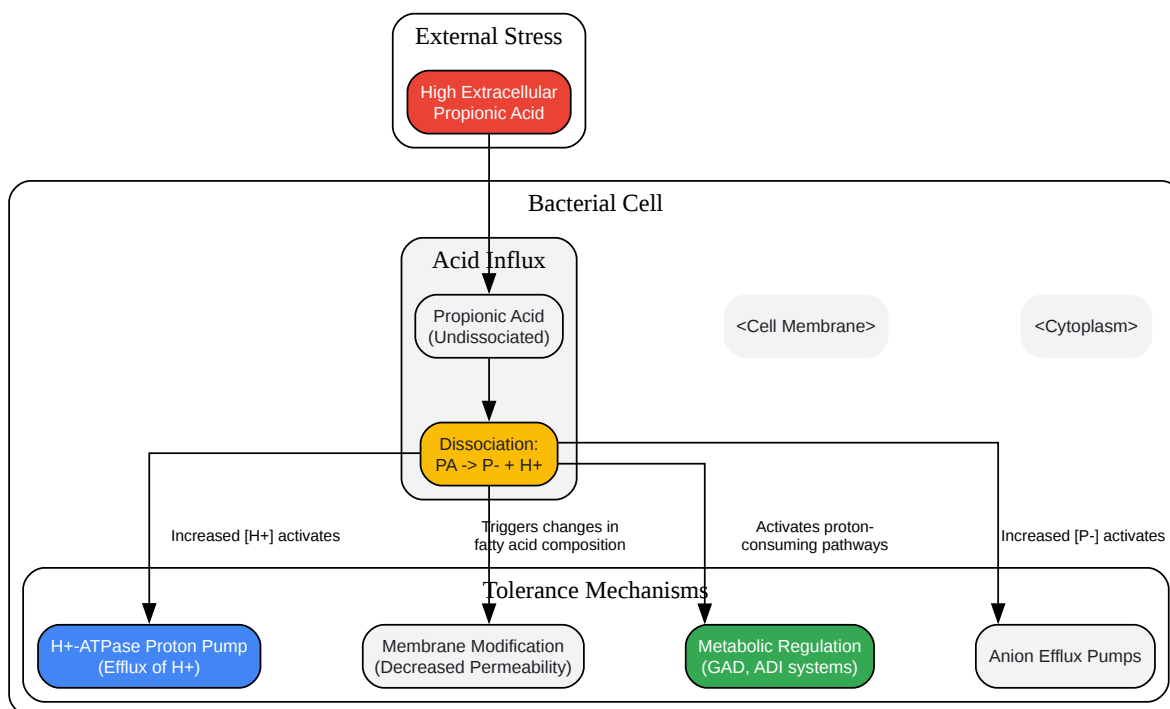 External Stress
High Extracellular
Propionic Acid
Bacterial Cell
Acid Influx
Propionic Acid
(Undissociated)
<Cell Membrane>
<Cytoplasm>
Dissociation:
PA -> P- + H+
Increased [H+] activates
Triggers changes in
fatty acid composition
Activates proton-
consuming pathways
Increased [P-] activates
Tolerance Mechanisms
H+-ATPase Proton Pump
(Efflux of H+)
Membrane Modification
(Decreased Permeability)
Metabolic Regulation
(GAD, ADI systems)
Anion Efflux Pumps